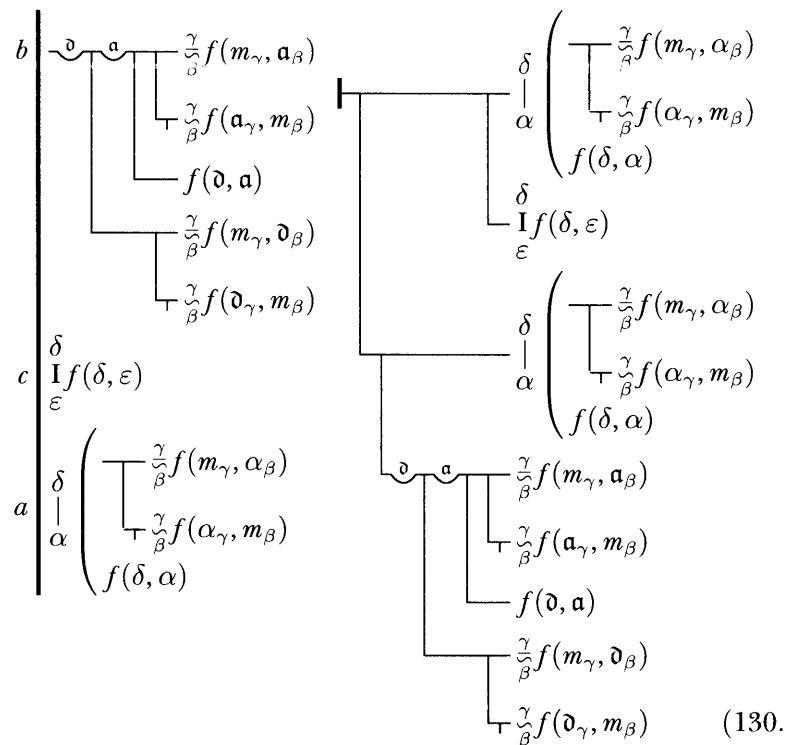 b 𝔡 𝔞 γ/β f(m_γ, 𝔞_β)
γ/β f(𝔞_γ, m_β)
f(𝔡, 𝔞)
γ/β f(m_γ, 𝔡_β)
γ/β f(𝔡_γ, m_β)
c δ I ε f(δ, ε)
a δ | α ( γ/β f(m_γ, α_β)
γ/β f(α_γ, m_β)
f(δ, α)
δ | α ( γ/β f(m_γ, α_β)
γ/β f(α_γ, m_β)
f(δ, α)
δ I ε f(δ, ε)
δ | α ( γ/β f(m_γ, α_β)
γ/β f(α_γ, m_β)
f(δ, α)
𝔡 𝔞 γ/β f(m_γ, 𝔞_β)
γ/β f(𝔞_γ, m_β)
f(𝔡, 𝔞)
γ/β f(m_γ, 𝔡_β)
γ/β f(𝔡_γ, m_β) (130.